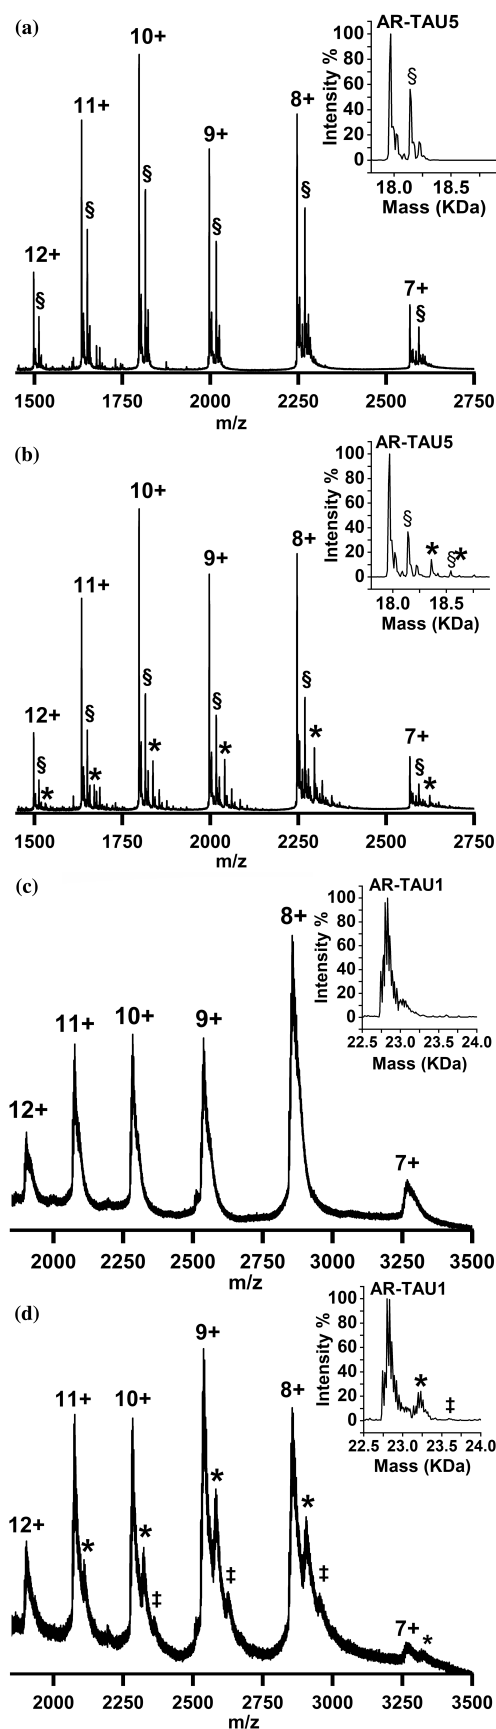 (a)
AR-TAU5
Intensity %
100
80
60
40
20
0
§
18.0 18.5
Mass (KDa)
10+
11+
8+
9+
12+
7+
§ § § § § §
1500 1750 2000 2250 2500 2750
m/z
(b)
AR-TAU5
Intensity %
100
80
60
40
20
0
§ * §*
18.0 18.5
Mass (KDa)
10+
8+
9+
11+
12+
7+
§ * § * § * § * § * § *
1500 1750 2000 2250 2500 2750
m/z
(c)
AR-TAU1
Intensity %
100
80
60
40
20
0
22.5 23.0 23.5 24.0
Mass (KDa)
8+
11+ 10+ 9+
12+
7+
2000 2250 2500 2750 3000 3250 3500
m/z
(d)
AR-TAU1
Intensity %
100
80
60
40
20
0
* ‡
22.5 23.0 23.5 24.0
Mass (KDa)
9+
11+ 10+
8+
12+
7+
* * ‡ * ‡ * ‡ *
2000 2250 2500 2750 3000 3250 3500
m/z